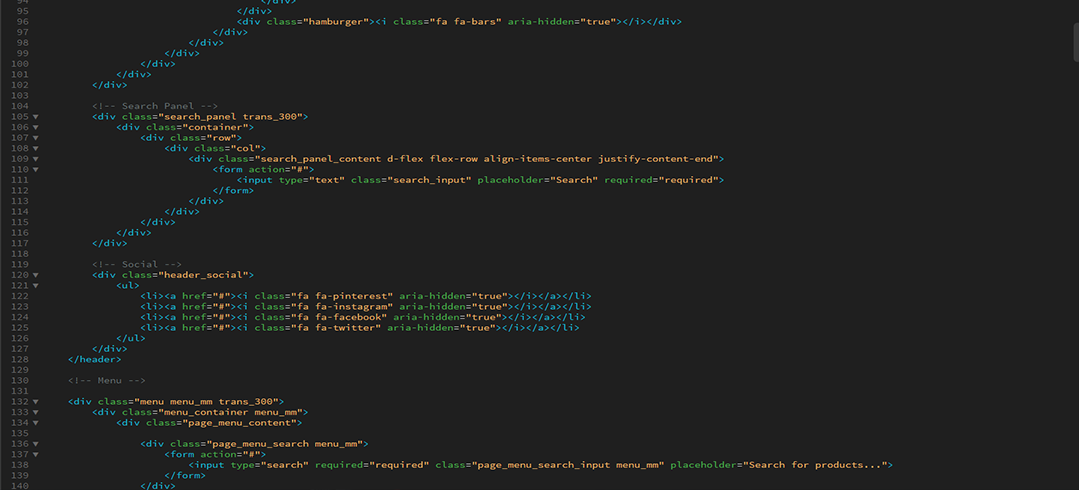 94 </div>
95 </div>
96 <div class="hamburger"><i class="fa fa-bars" aria-hidden="true"></i></div>
97 </div>
98 </div>
99 </div>
100 </div>
101 </div>
102 </div>
103
104 <!-- Search Panel -->
105 <div class="search_panel trans_300">
106 <div class="container">
107 <div class="row">
108 <div class="col">
109 <div class="search_panel_content d-flex flex-row align-items-center justify-content-end">
110 <form action="#">
111 <input type="text" class="search_input" placeholder="Search" required="required">
112 </form>
113 </div>
114 </div>
115 </div>
116 </div>
117 </div>
118
119 <!-- Social -->
120 <div class="header_social">
121 <ul>
122 <li><a href="#"><i class="fa fa-pinterest" aria-hidden="true"></i></a></li>
123 <li><a href="#"><i class="fa fa-instagram" aria-hidden="true"></i></a></li>
124 <li><a href="#"><i class="fa fa-facebook" aria-hidden="true"></i></a></li>
125 <li><a href="#"><i class="fa fa-twitter" aria-hidden="true"></i></a></li>
126 </ul>
127 </div>
128 </header>
129
130 <!-- Menu -->
131
132 <div class="menu menu_mm trans_300">
133 <div class="menu_container menu_mm">
134 <div class="page_menu_content">
135
136 <div class="page_menu_search menu_mm">
137 <form action="#">
138 <input type="search" required="required" class="page_menu_search_input menu_mm" placeholder="Search for products...">
139 </form>
140 </div>